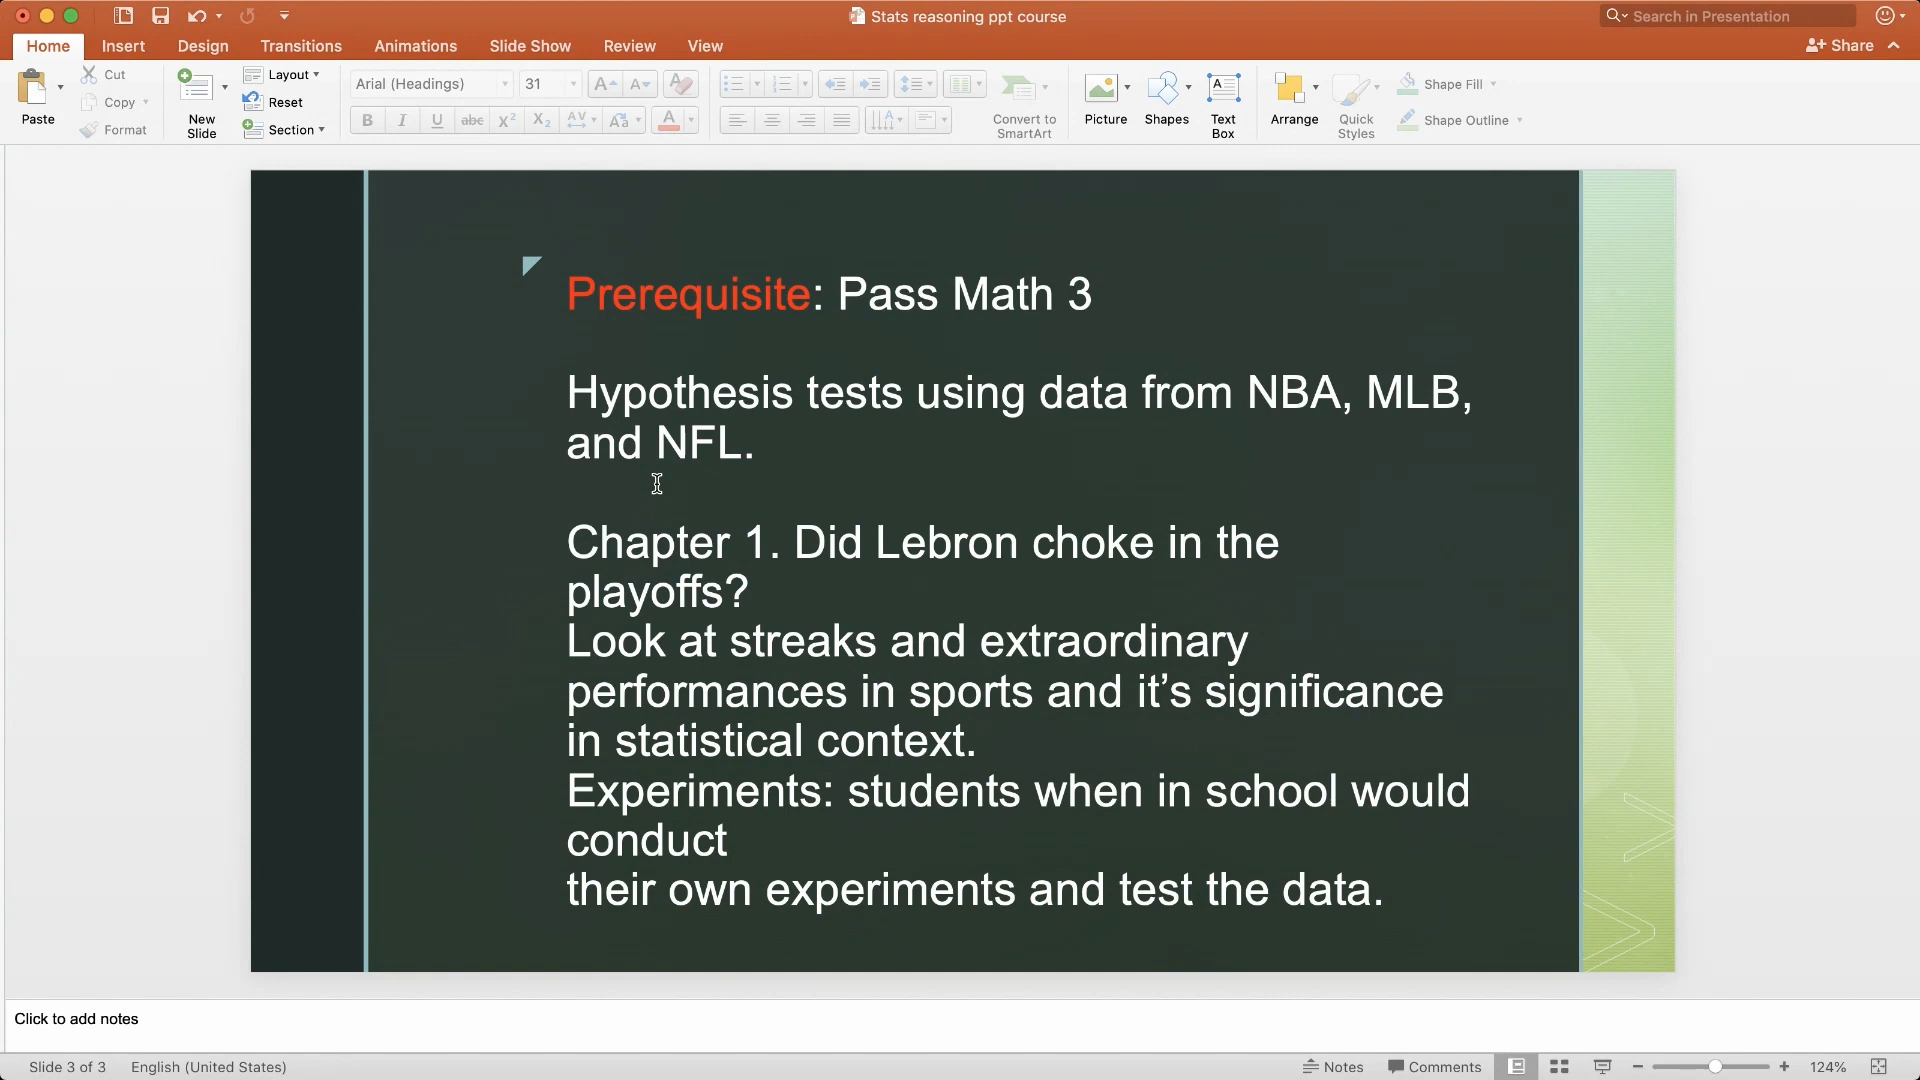 Stats reasoning ppt course
Search in Presentation
Home Insert Design Transitions Animations Slide Show Review View
Share
Paste
Cut
Copy
Format
New
Slide
Layout
Reset
Section
Arial (Headings) 31
B I U abc X² X₂ AV Aa A
Convert to
SmartArt
Picture
Shapes
Text
Box
Arrange
Quick
Styles
Shape Fill
Shape Outline
Prerequisite: Pass Math 3
Hypothesis tests using data from NBA, MLB,
and NFL.
Chapter 1. Did Lebron choke in the
playoffs?
Look at streaks and extraordinary
performances in sports and it’s significance
in statistical context.
Experiments: students when in school would
conduct
their own experiments and test the data.
Click to add notes
Slide 3 of 3 English (United States)
Notes Comments 124%